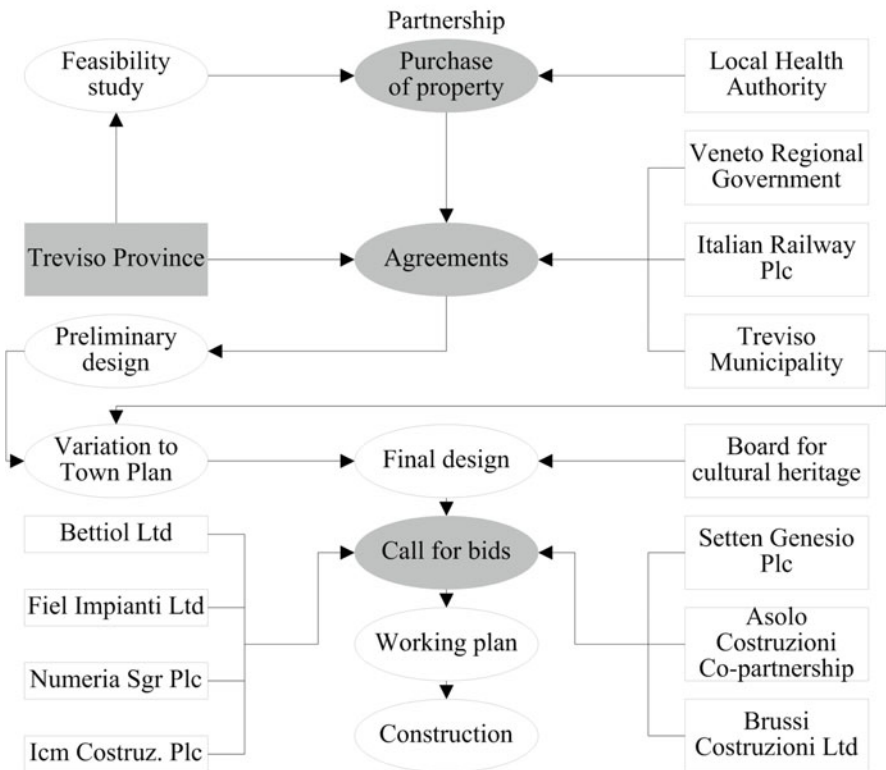 Partnership
Feasibility
study
Purchase
of property
Local Health
Authority
Veneto Regional
Government
Treviso Province
Agreements
Italian Railway
Plc
Preliminary
design
Treviso
Municipality
Variation to
Town Plan
Final design
Board for
cultural heritage
Bettiol Ltd
Call for bids
Setten Genesio
Plc
Fiel Impianti Ltd
Working plan
Asolo
Costruzioni
Co-partnership
Numeria Sgr Plc
Construction
Brussi
Costruzioni Ltd
Icm Costruz. Plc